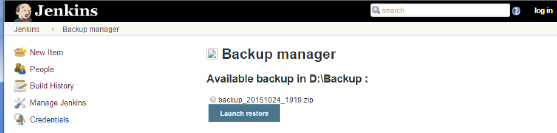 Jenkins
search
log in
Jenkins
Backup manager
New Item
People
Build History
Manage Jenkins
Credentials
Backup manager
Available backup in D:\Backup :
backup_20151024_1919.zip
Launch restore